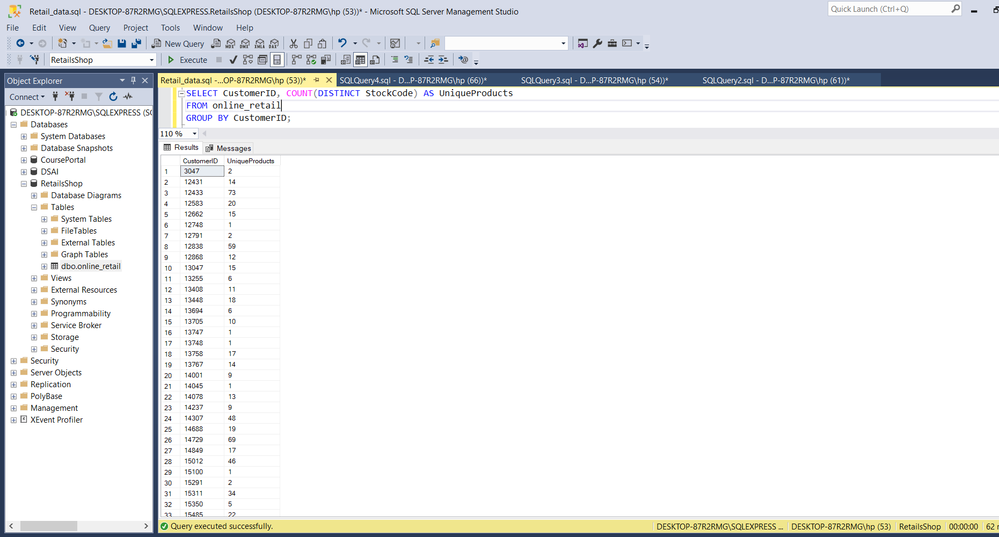 Retail_data.sql - DESKTOP-87R2RMG\SQLEXPRESS.RetailsShop (DESKTOP-87R2RMG\hp (53))* - Microsoft SQL Server Management Studio
Quick Launch (Ctrl+Q)
File Edit View Query Project Tools Window Help
New Query MDX DMX XMLA DAX
RetailsShop Execute
Object Explorer
Connect
DESKTOP-87R2RMG\SQLEXPRESS (S
Databases
System Databases
Database Snapshots
CoursePortal
DSAI
RetailsShop
Database Diagrams
Tables
System Tables
FileTables
External Tables
Graph Tables
dbo.online_retail
Views
External Resources
Synonyms
Programmability
Service Broker
Storage
Security
Security
Server Objects
Replication
PolyBase
Management
XEvent Profiler
Retail_data.sql -...OP-87R2RMG\hp (53))* SQLQuery4.sql - D...P-87R2RMG\hp (66))* SQLQuery3.sql - D...P-87R2RMG\hp (54))* SQLQuery2.sql - D...P-87R2RMG\hp (61))*
SELECT CustomerID, COUNT(DISTINCT StockCode) AS UniqueProducts
FROM online_retail
GROUP BY CustomerID;
110 %
Results Messages
CustomerID UniqueProducts
1 3047 2
2 12431 14
3 12433 73
4 12583 20
5 12662 15
6 12748 1
7 12791 2
8 12838 59
9 12868 12
10 13047 15
11 13255 6
12 13408 11
13 13448 18
14 13694 6
15 13705 10
16 13747 1
17 13748 1
18 13758 17
19 13767 14
20 14001 9
21 14045 1
22 14078 13
23 14237 9
24 14307 48
25 14688 19
26 14729 69
27 14849 17
28 15012 46
29 15100 1
30 15291 2
31 15311 34
32 15350 5
33 15485 22
Query executed successfully. DESKTOP-87R2RMG\SQLEXPRESS ... DESKTOP-87R2RMG\hp (53) RetailsShop 00:00:00 62 r